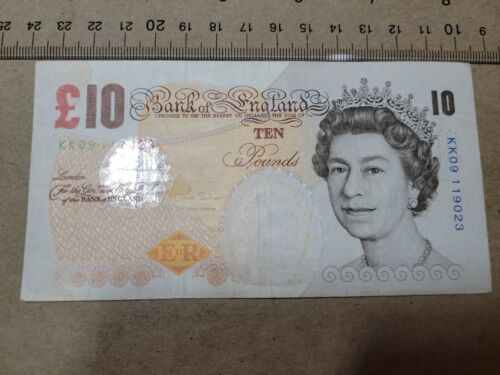 25 24 23 22 21 20 19 18 17 16 15 14 13 12 11 10 9
£10
Bank of England
I PROMISE TO PAY THE BEARER ON DEMAND THE SUM OF
10
TEN
Pounds
KK09
KK09 119023
London
For the Gov. and
of the BANK of ENGLAND
EIIR